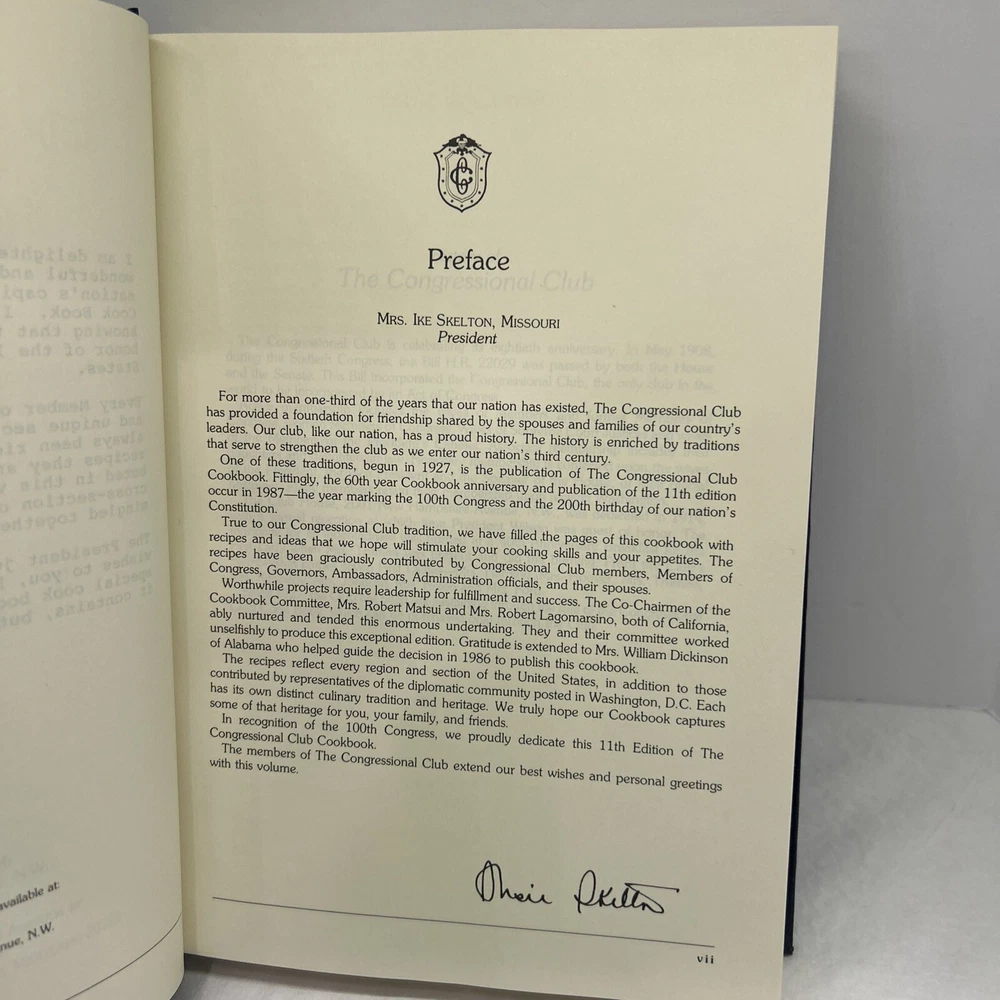 Preface
MRS. IKE SKELTON, MISSOURI
President
For more than one-third of the years that our nation has existed, The Congressional Club
has provided a foundation for friendship shared by the spouses and families of our country's
leaders. Our club, like our nation, has a proud history. The history is enriched by traditions
that serve to strengthen the club as we enter our nation's third century.
One of these traditions, begun in 1927, is the publication of The Congressional Club
Cookbook. Fittingly, the 60th year Cookbook anniversary and publication of the 11th edition
occur in 1987—the year marking the 100th Congress and the 200th birthday of our nation's
Constitution.
True to our Congressional Club tradition, we have filled the pages of this cookbook with
recipes and ideas that we hope will stimulate your cooking skills and your appetites. The
recipes have been graciously contributed by Congressional Club members, Members of
Congress, Governors, Ambassadors, Administration officials, and their spouses.
Worthwhile projects require leadership for fulfillment and success. The Co-Chairmen of the
Cookbook Committee, Mrs. Robert Matsui and Mrs. Robert Lagomarsino, both of California,
ably nurtured and tended this enormous undertaking. They and their committee worked
unselfishly to produce this exceptional edition. Gratitude is extended to Mrs. William Dickinson
of Alabama who helped guide the decision in 1986 to publish this cookbook.
The recipes reflect every region and section of the United States, in addition to those
contributed by representatives of the diplomatic community posted in Washington, D.C. Each
has its own distinct culinary tradition and heritage. We truly hope our Cookbook captures
some of that heritage for you, your family, and friends.
In recognition of the 100th Congress, we proudly dedicate this 11th Edition of The
Congressional Club Cookbook.
The members of The Congressional Club extend our best wishes and personal greetings
with this volume.
Skelton
vii
available at:
nue, N.W.